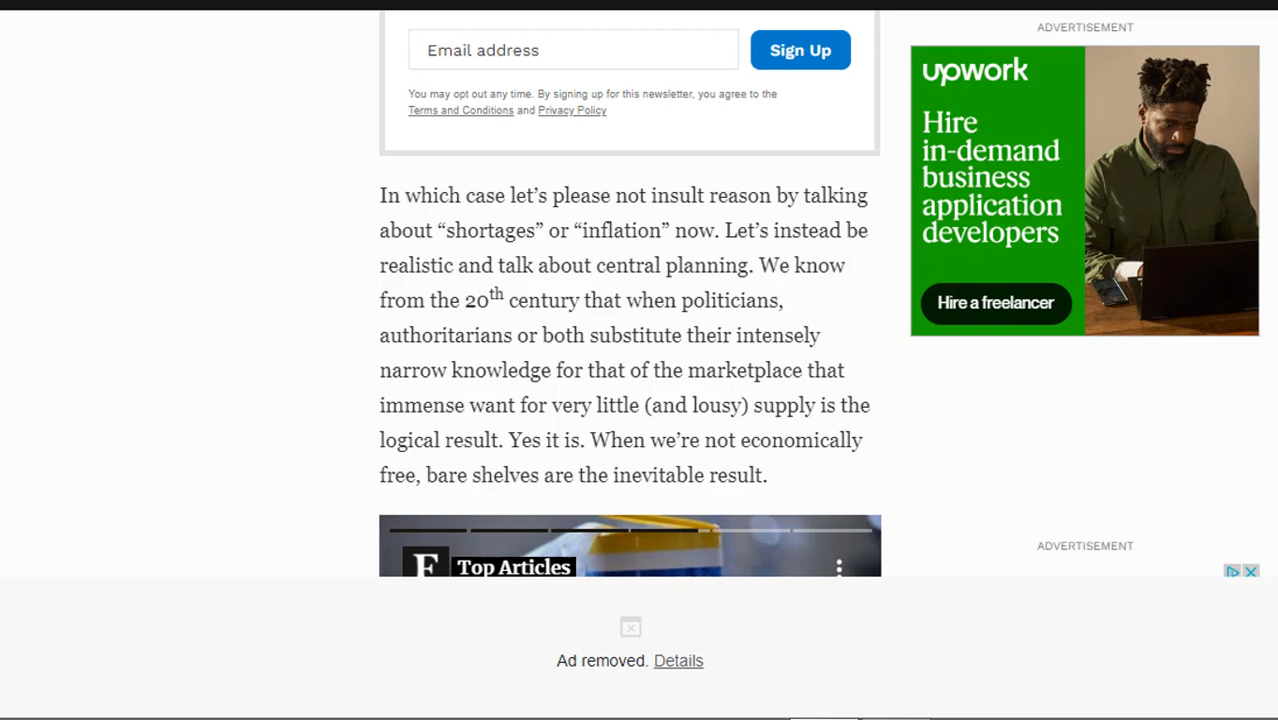 ADVERTISEMENT
Email address
Sign Up
You may opt out any time. By signing up for this newsletter, you agree to the
Terms and Conditions and Privacy Policy
upwork
Hire
in-demand
business
application
developers
Hire a freelancer
In which case let’s please not insult reason by talking
about “shortages” or “inflation” now. Let’s instead be
realistic and talk about central planning. We know
from the 20th century that when politicians,
authoritarians or both substitute their intensely
narrow knowledge for that of the marketplace that
immense want for very little (and lousy) supply is the
logical result. Yes it is. When we’re not economically
free, bare shelves are the inevitable result.
F Top Articles
ADVERTISEMENT
Ad removed. Details